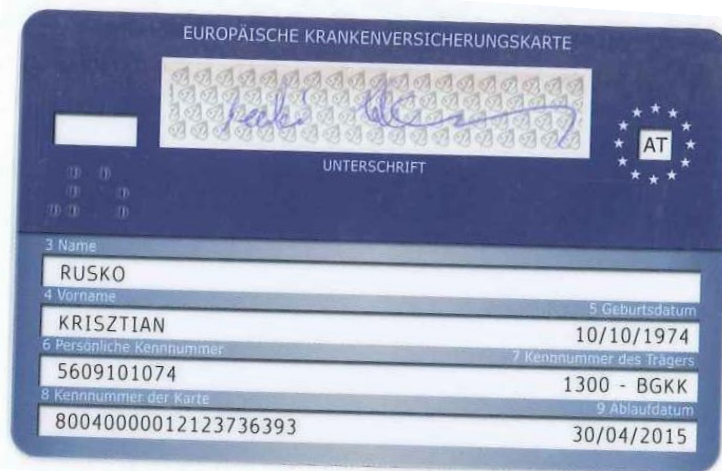 EUROPÄISCHE KRANKENVERSICHERUNGSKARTE
UNTERSCHRIFT
AT
3 Name
RUSKO
4 Vorname
5 Geburtsdatum
KRISZTIAN
10/10/1974
6 Persönliche Kennnummer
7 Kennnummer des Trägers
5609101074
1300 - BGKK
8 Kennnummer der Karte
9 Ablaufdatum
80040000012123736393
30/04/2015